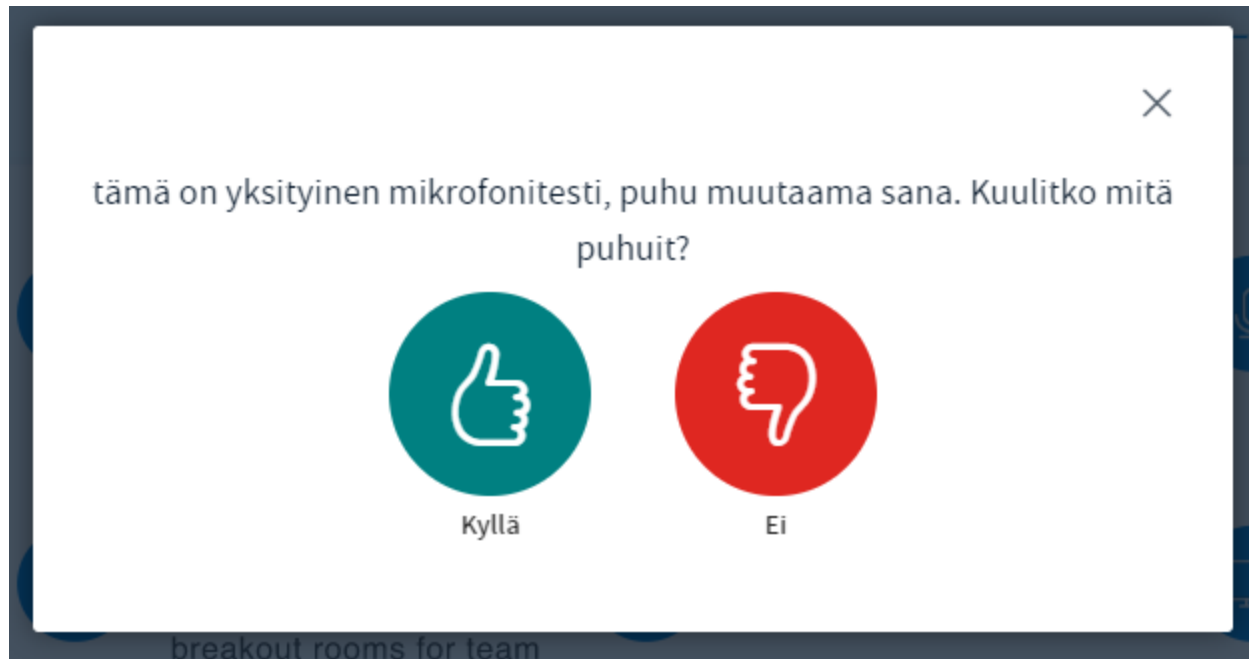 tämä on yksityinen mikrofonitesti, puhu muutaama sana. Kuulitko mitä
puhuit?
Kyllä
Ei
breakout rooms for team